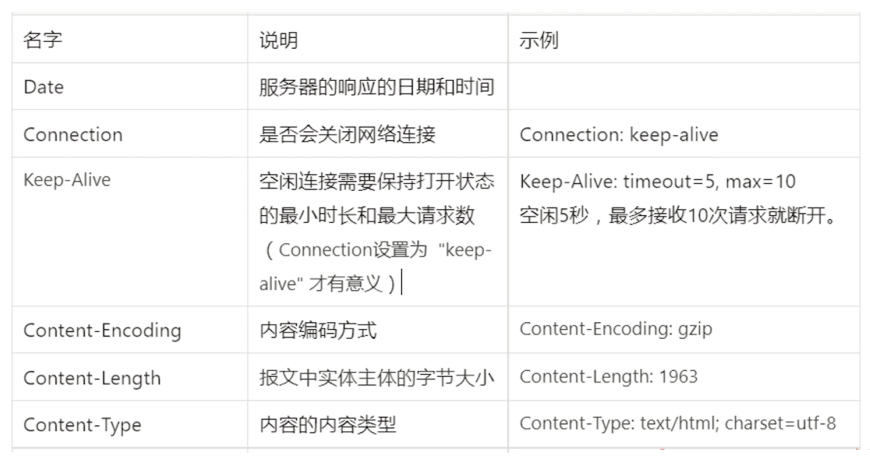 名字 说明 示例
Date 服务器的响应的日期和时间
Connection 是否会关闭网络连接 Connection: keep-alive
Keep-Alive 空闲连接需要保持打开状态 Keep-Alive: timeout=5, max=10
的最小时长和最大请求数 空闲5秒，最多接收10次请求就断开。
（Connection设置为 "keep-
alive" 才有意义）
Content-Encoding 内容编码方式 Content-Encoding: gzip
Content-Length 报文中实体主体的字节大小 Content-Length: 1963
Content-Type 内容的内容类型 Content-Type: text/html; charset=utf-8